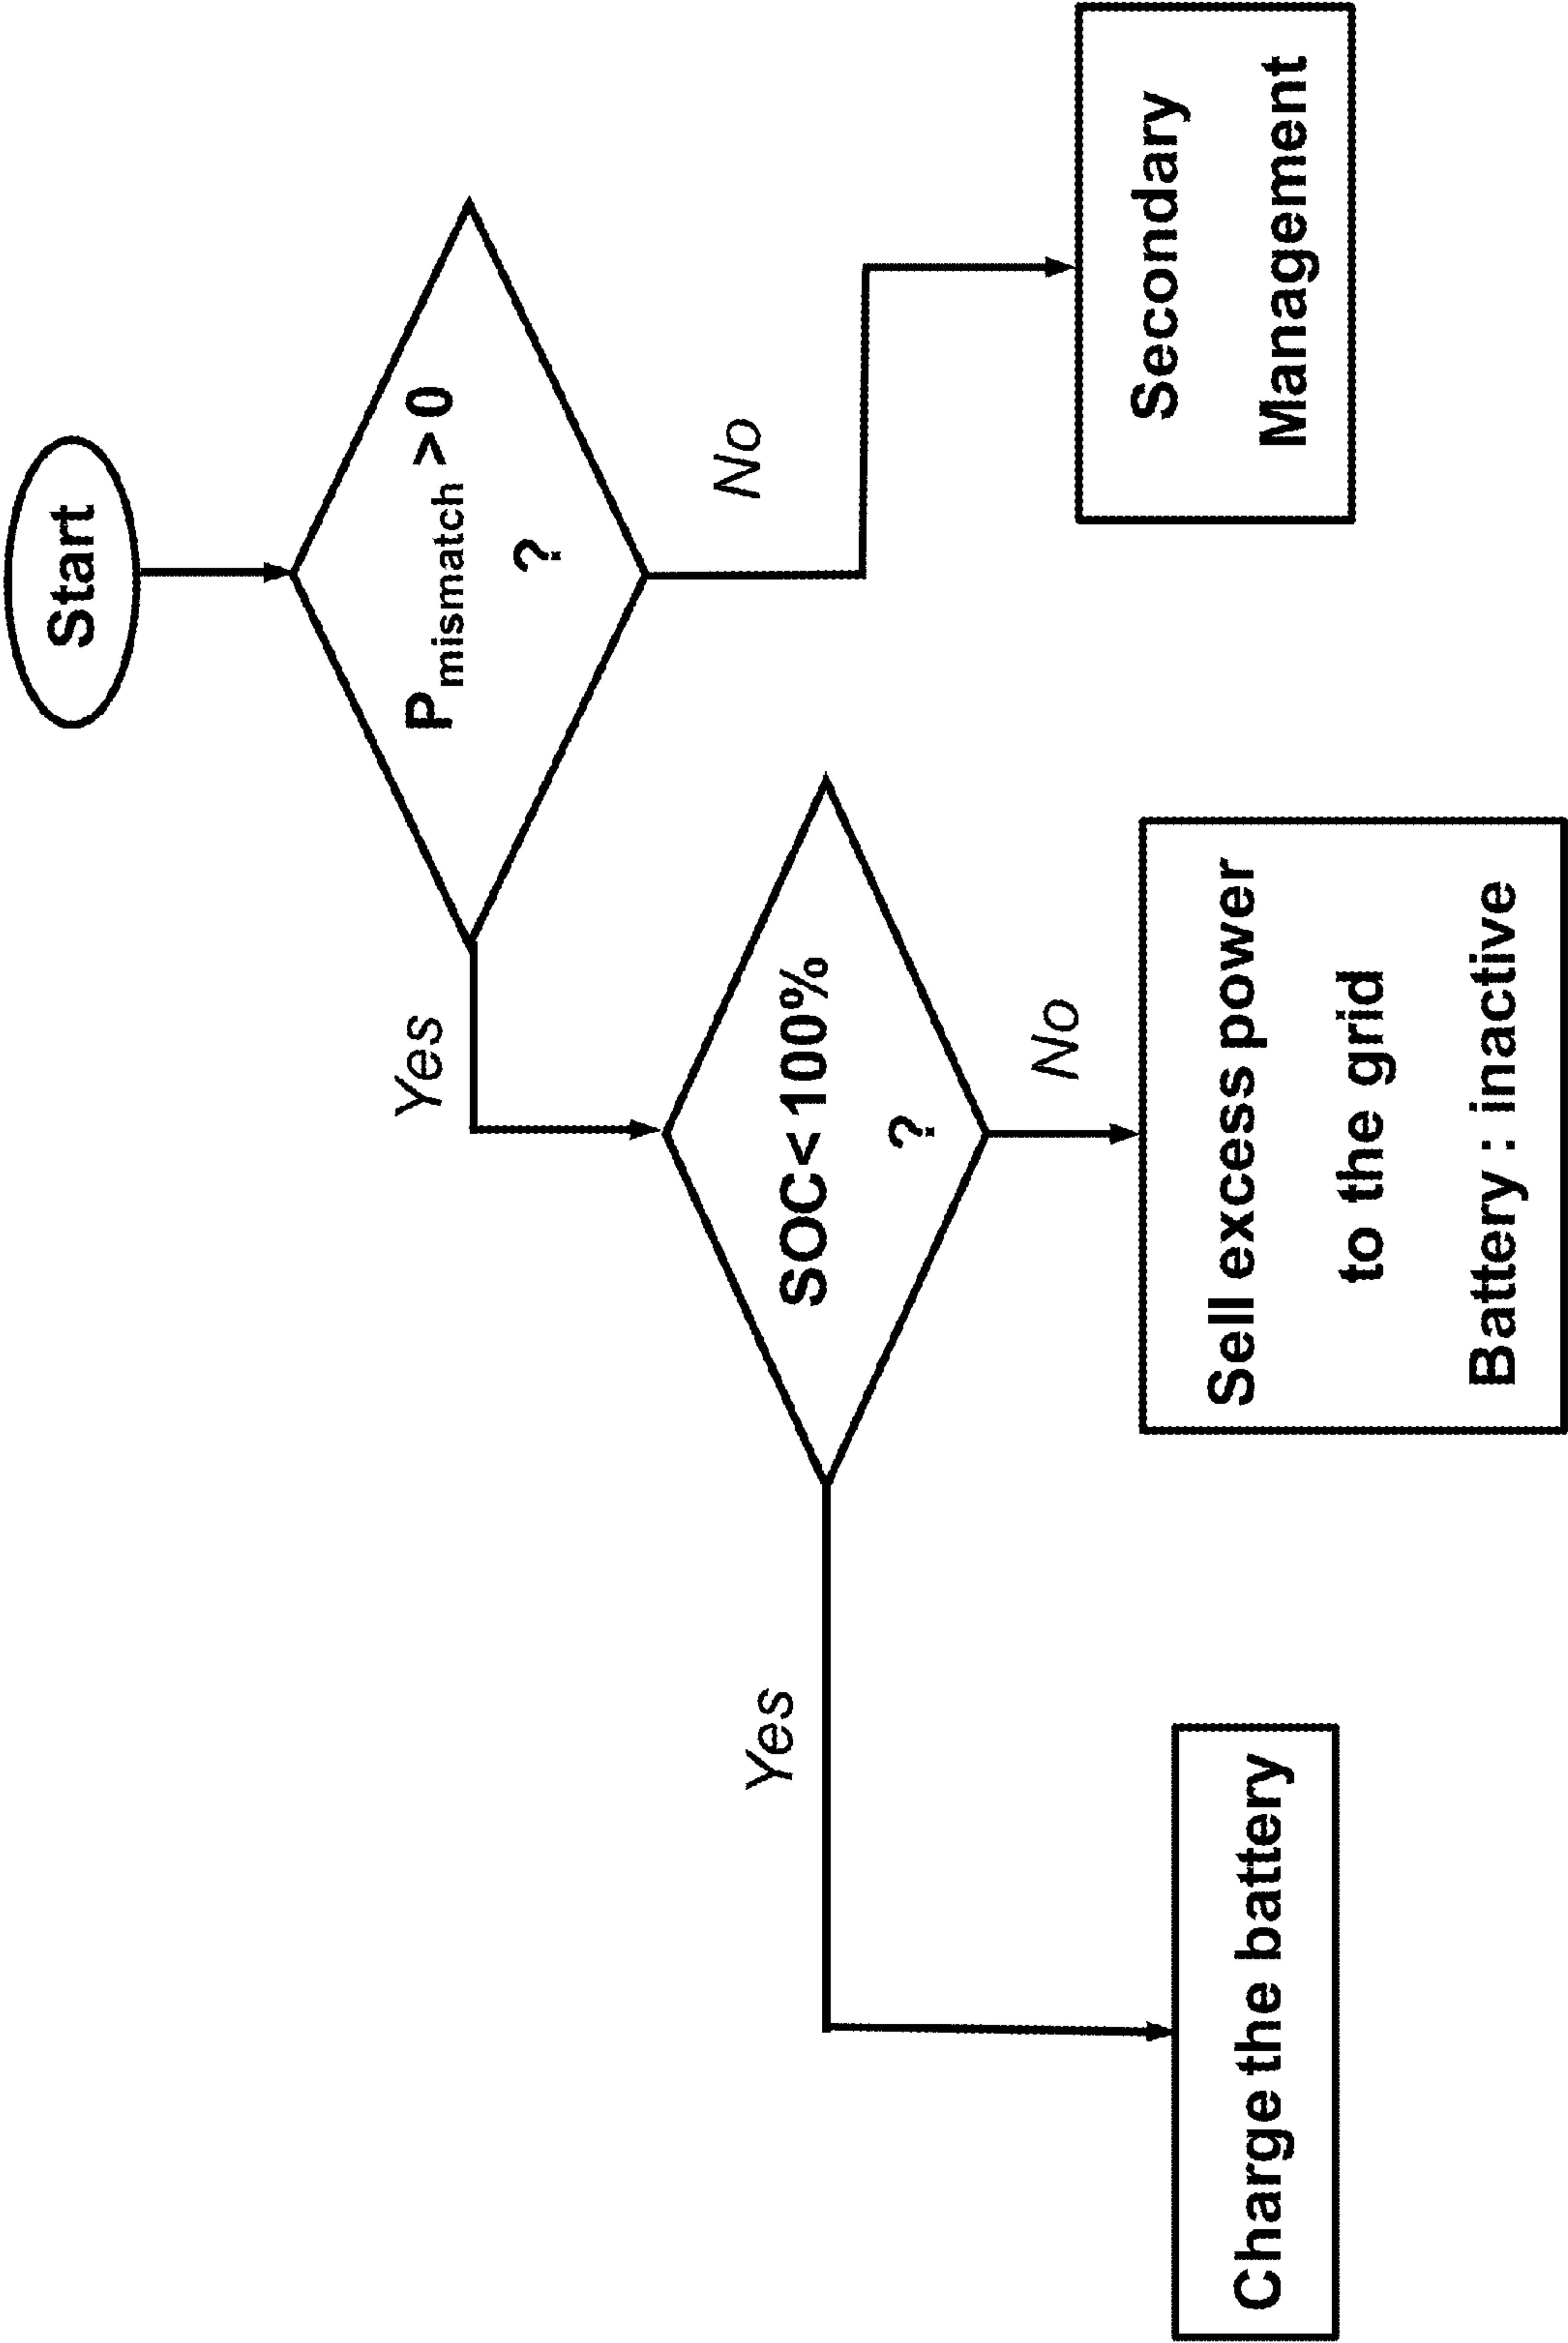 Start
P mismatch > 0
?
Yes
No
SOC < 100%
?
Yes
No
Secondary
Management
Charge the battery
Sell excess power
to the grid
Battery : inactive